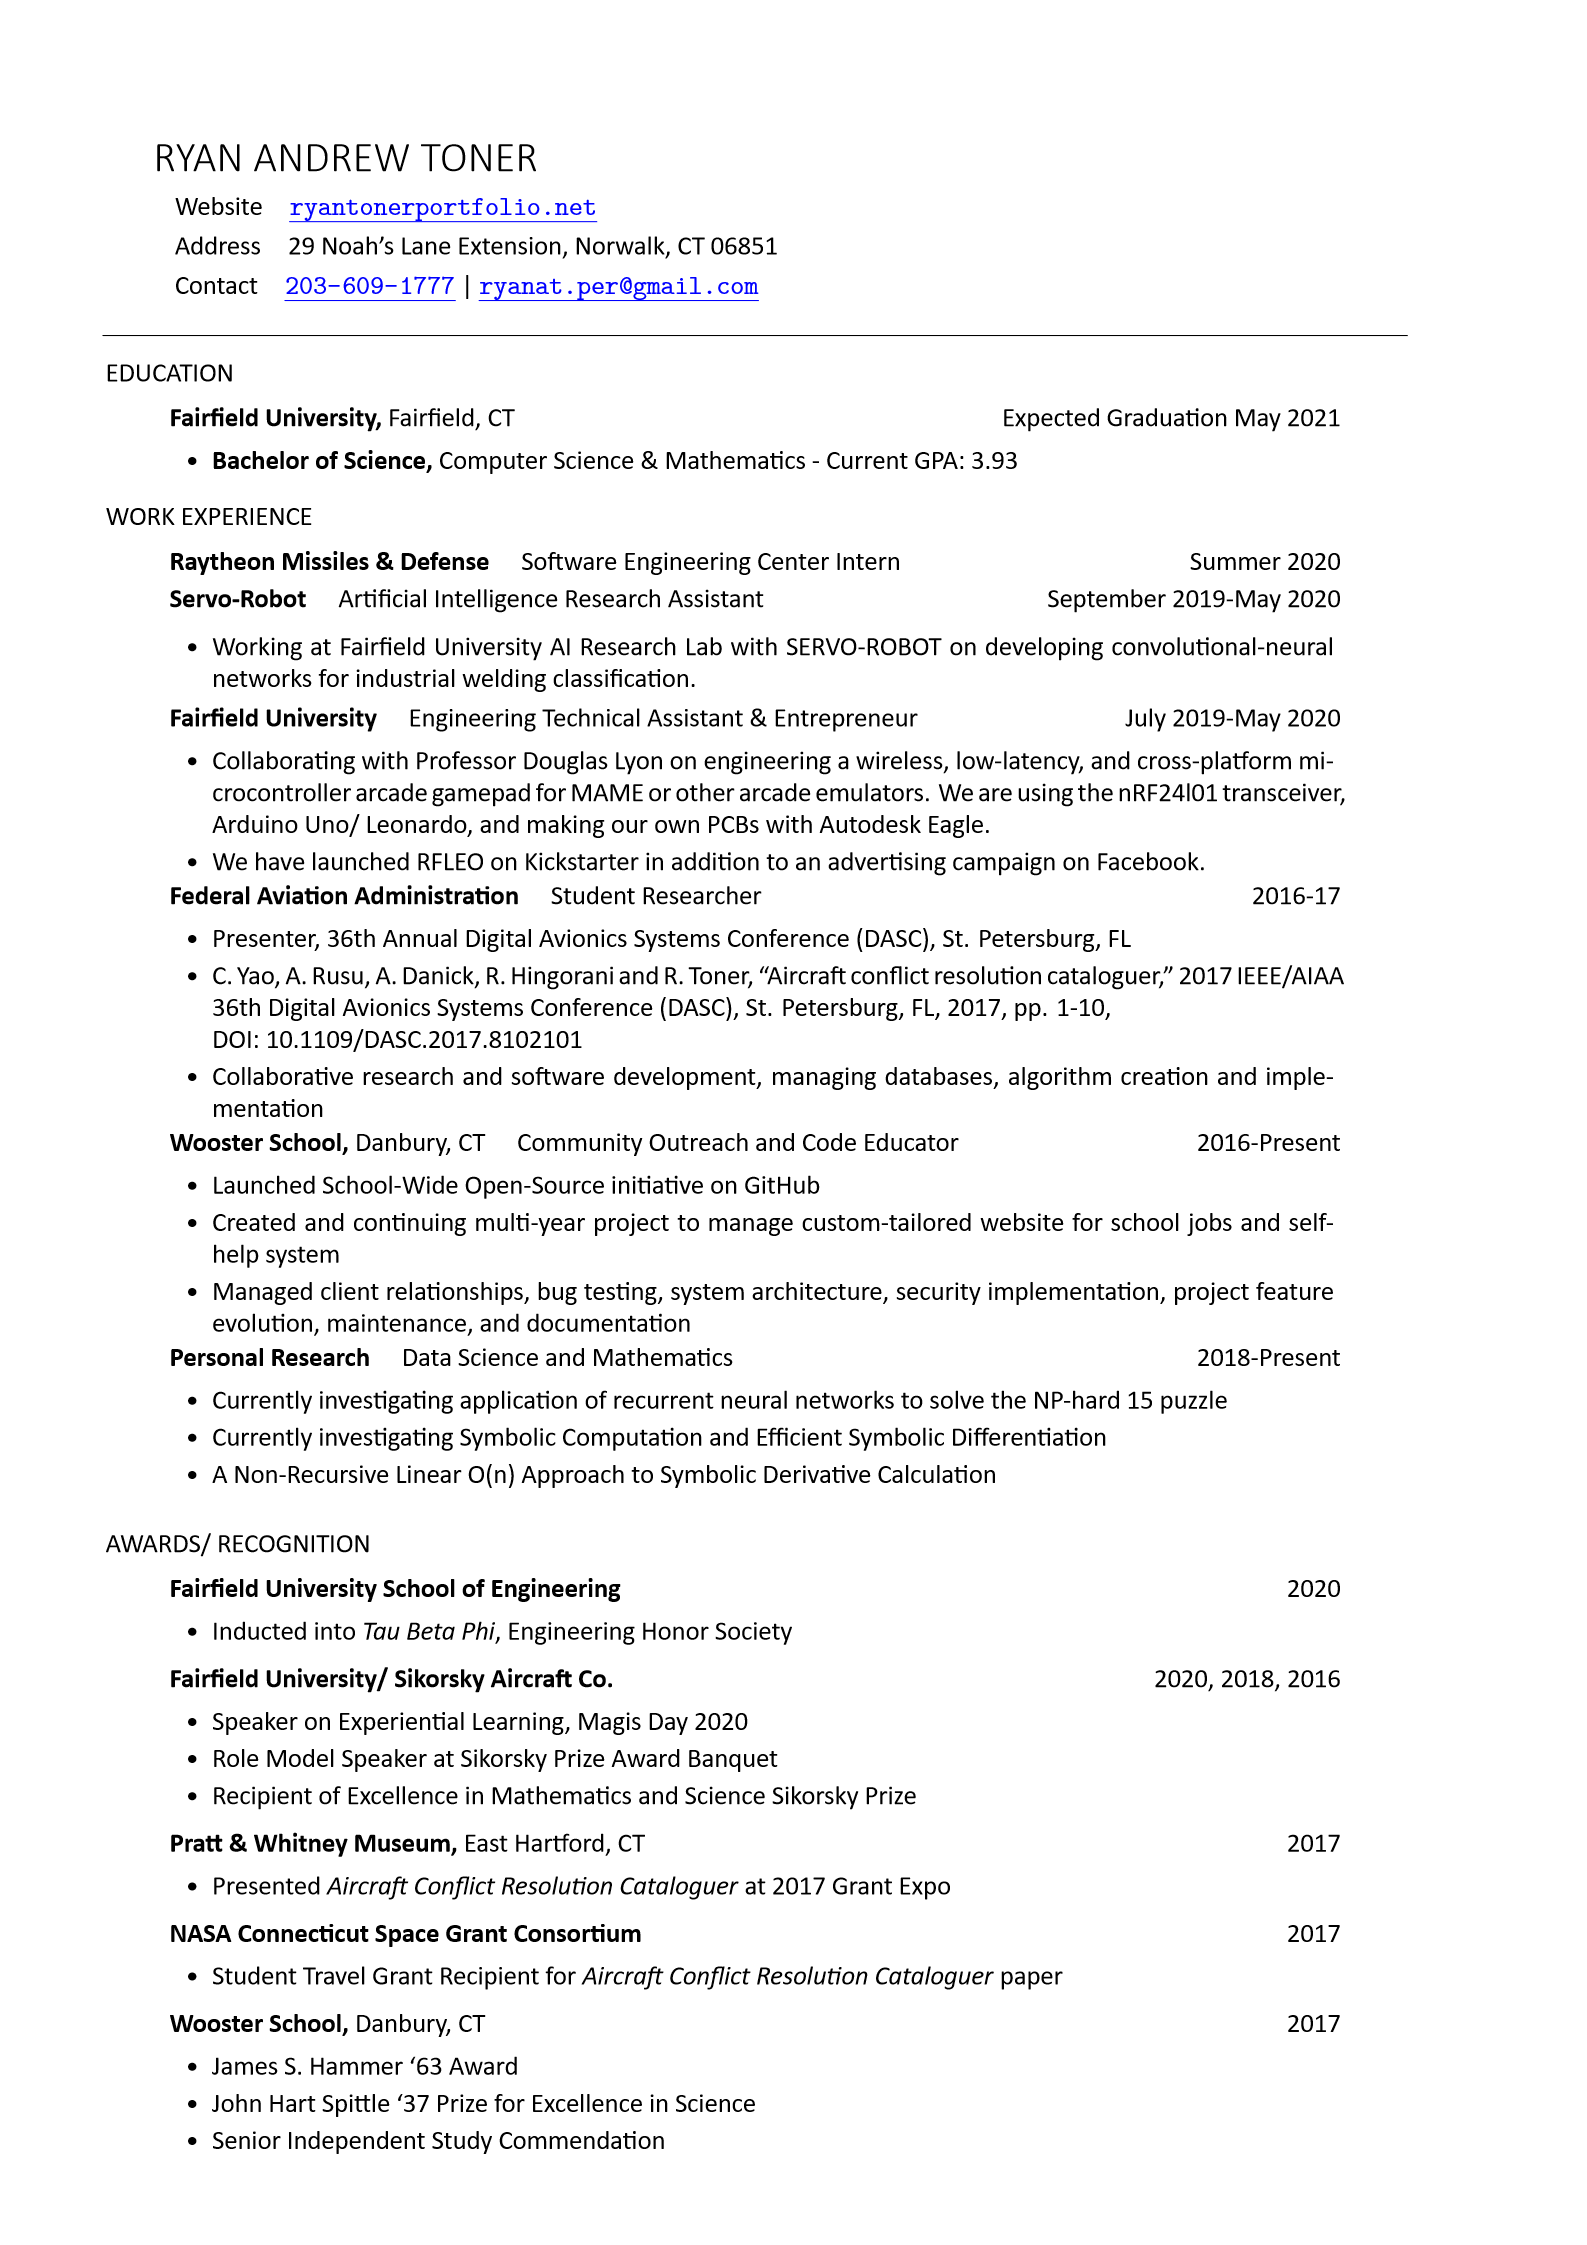 RYAN ANDREW TONER
Website ryantonerportfolio.net
Address 29 Noah’s Lane Extension, Norwalk, CT 06851
Contact 203-609-1777 | ryanat.per@gmail.com
EDUCATION
Fairfield University, Fairfield, CT Expected Graduation May 2021
• Bachelor of Science, Computer Science & Mathematics - Current GPA: 3.93
WORK EXPERIENCE
Raytheon Missiles & Defense Software Engineering Center Intern Summer 2020
Servo-Robot Artificial Intelligence Research Assistant September 2019-May 2020
• Working at Fairfield University AI Research Lab with SERVO-ROBOT on developing convolutional-neural
networks for industrial welding classification.
Fairfield University Engineering Technical Assistant & Entrepreneur July 2019-May 2020
• Collaborating with Professor Douglas Lyon on engineering a wireless, low-latency, and cross-platform mi-
crocontroller arcade gamepad for MAME or other arcade emulators. We are using the nRF24l01 transceiver,
Arduino Uno/ Leonardo, and making our own PCBs with Autodesk Eagle.
• We have launched RFLEO on Kickstarter in addition to an advertising campaign on Facebook.
Federal Aviation Administration Student Researcher 2016-17
• Presenter, 36th Annual Digital Avionics Systems Conference (DASC), St. Petersburg, FL
• C. Yao, A. Rusu, A. Danick, R. Hingorani and R. Toner, “Aircraft conflict resolution cataloguer,” 2017 IEEE/AIAA
36th Digital Avionics Systems Conference (DASC), St. Petersburg, FL, 2017, pp. 1-10,
DOI: 10.1109/DASC.2017.8102101
• Collaborative research and software development, managing databases, algorithm creation and imple-
mentation
Wooster School, Danbury, CT Community Outreach and Code Educator 2016-Present
• Launched School-Wide Open-Source initiative on GitHub
• Created and continuing multi-year project to manage custom-tailored website for school jobs and self-
help system
• Managed client relationships, bug testing, system architecture, security implementation, project feature
evolution, maintenance, and documentation
Personal Research Data Science and Mathematics 2018-Present
• Currently investigating application of recurrent neural networks to solve the NP-hard 15 puzzle
• Currently investigating Symbolic Computation and Efficient Symbolic Differentiation
• A Non-Recursive Linear O(n) Approach to Symbolic Derivative Calculation
AWARDS/ RECOGNITION
Fairfield University School of Engineering 2020
• Inducted into Tau Beta Phi, Engineering Honor Society
Fairfield University/ Sikorsky Aircraft Co. 2020, 2018, 2016
• Speaker on Experiential Learning, Magis Day 2020
• Role Model Speaker at Sikorsky Prize Award Banquet
• Recipient of Excellence in Mathematics and Science Sikorsky Prize
Pratt & Whitney Museum, East Hartford, CT 2017
• Presented Aircraft Conflict Resolution Cataloguer at 2017 Grant Expo
NASA Connecticut Space Grant Consortium 2017
• Student Travel Grant Recipient for Aircraft Conflict Resolution Cataloguer paper
Wooster School, Danbury, CT 2017
• James S. Hammer ‘63 Award
• John Hart Spittle ‘37 Prize for Excellence in Science
• Senior Independent Study Commendation